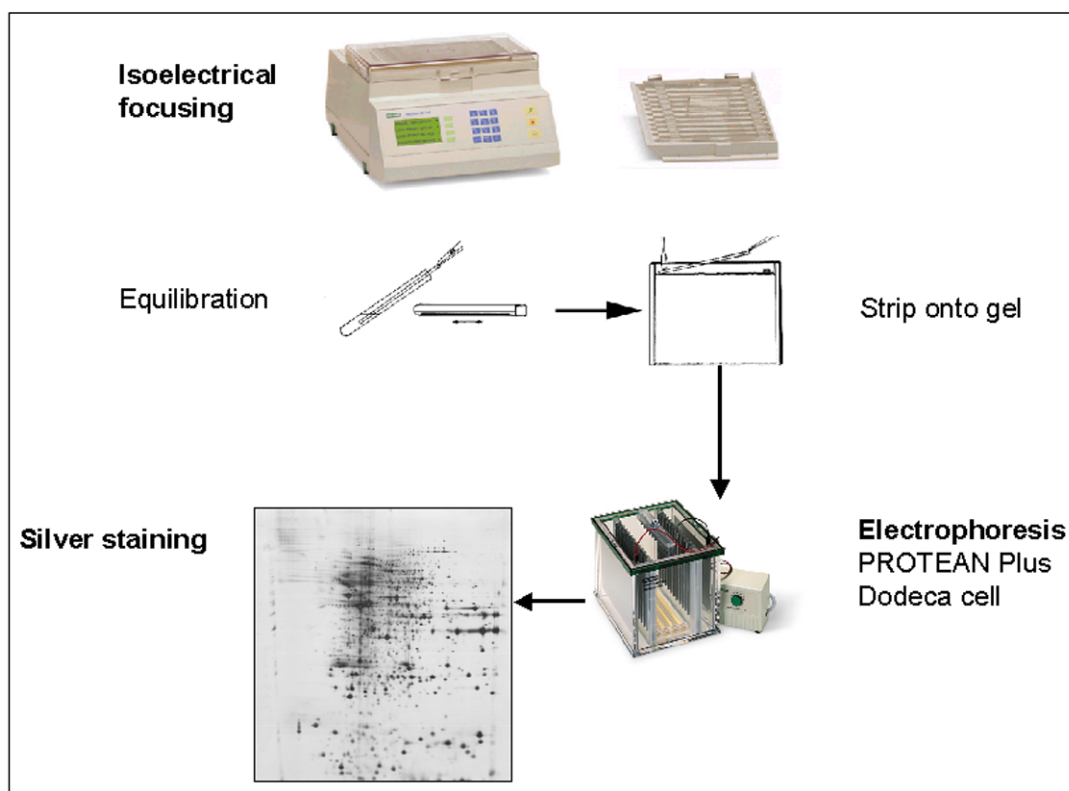 Isoelectrical
focusing
Equilibration
Strip onto gel
Silver staining
Electrophoresis
PROTEAN Plus
Dodeca cell